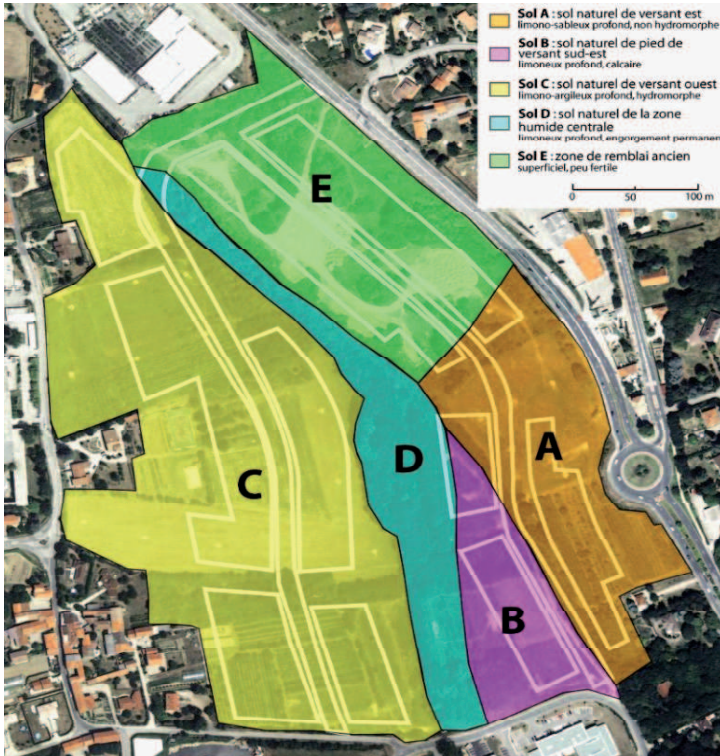 Sol A : sol naturel de versant est
limono-sableux profond, non hydromorphe
Sol B : sol naturel de pied de
versant sud-est
limoneux profond, calcaire
Sol C : sol naturel de versant ouest
limono-argileux profond, hydromorphe
Sol D : sol naturel de la zone
humide centrale
limoneux profond, engorgement permanen
Sol E : zone de remblai ancien
superficiel, peu fertile
0 50 100 m
E
A
D
C
B